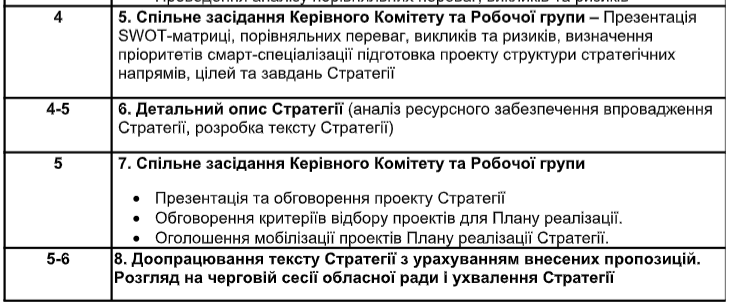 Проведення аналізу порівняльних переваг, викликів та ризиків
4
5. Спільне засідання Керівного Комітету та Робочої групи – Презентація
SWOT-матриці, порівняльних переваг, викликів та ризиків, визначення
пріоритетів смарт-спеціалізації підготовка проекту структури стратегічних
напрямів, цілей та завдань Стратегії
4-5
6. Детальний опис Стратегії (аналіз ресурсного забезпечення впровадження
Стратегії, розробка тексту Стратегії)
5
7. Спільне засідання Керівного Комітету та Робочої групи
• Презентація та обговорення проекту Стратегії
• Обговорення критеріїв відбору проектів для Плану реалізації.
• Оголошення мобілізації проектів Плану реалізації Стратегії.
5-6
8. Доопрацювання тексту Стратегії з урахуванням внесених пропозицій.
Розгляд на черговій сесії обласної ради і ухвалення Стратегії